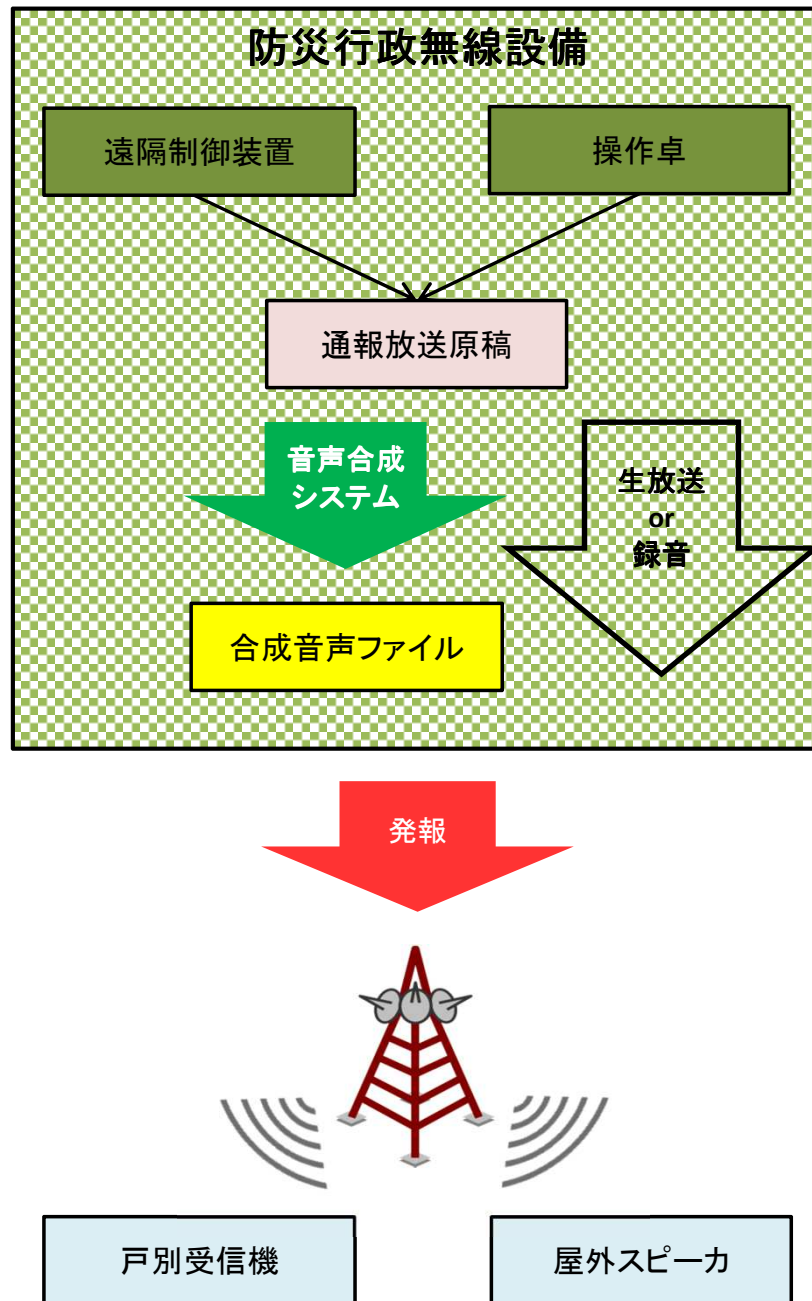 防災行政無線設備
遠隔制御装置
操作卓
通報放送原稿
音声合成
システム
生放送
or
録音
合成音声ファイル
発報
戸別受信機
屋外スピーカ